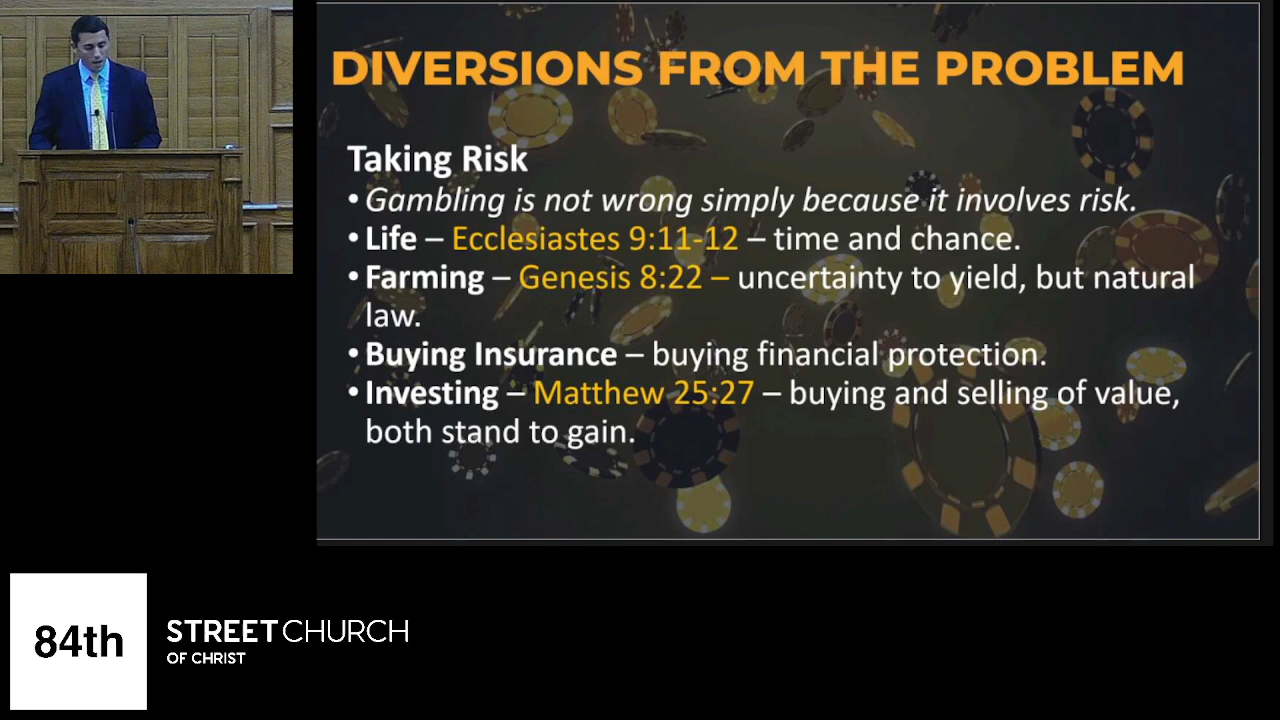 DIVERSIONS FROM THE PROBLEM
Taking Risk
• Gambling is not wrong simply because it involves risk.
• Life – Ecclesiastes 9:11-12 – time and chance.
• Farming – Genesis 8:22 – uncertainty to yield, but natural
law.
• Buying Insurance – buying financial protection.
• Investing – Matthew 25:27 – buying and selling of value,
both stand to gain.
84th
STREET CHURCH
OF CHRIST